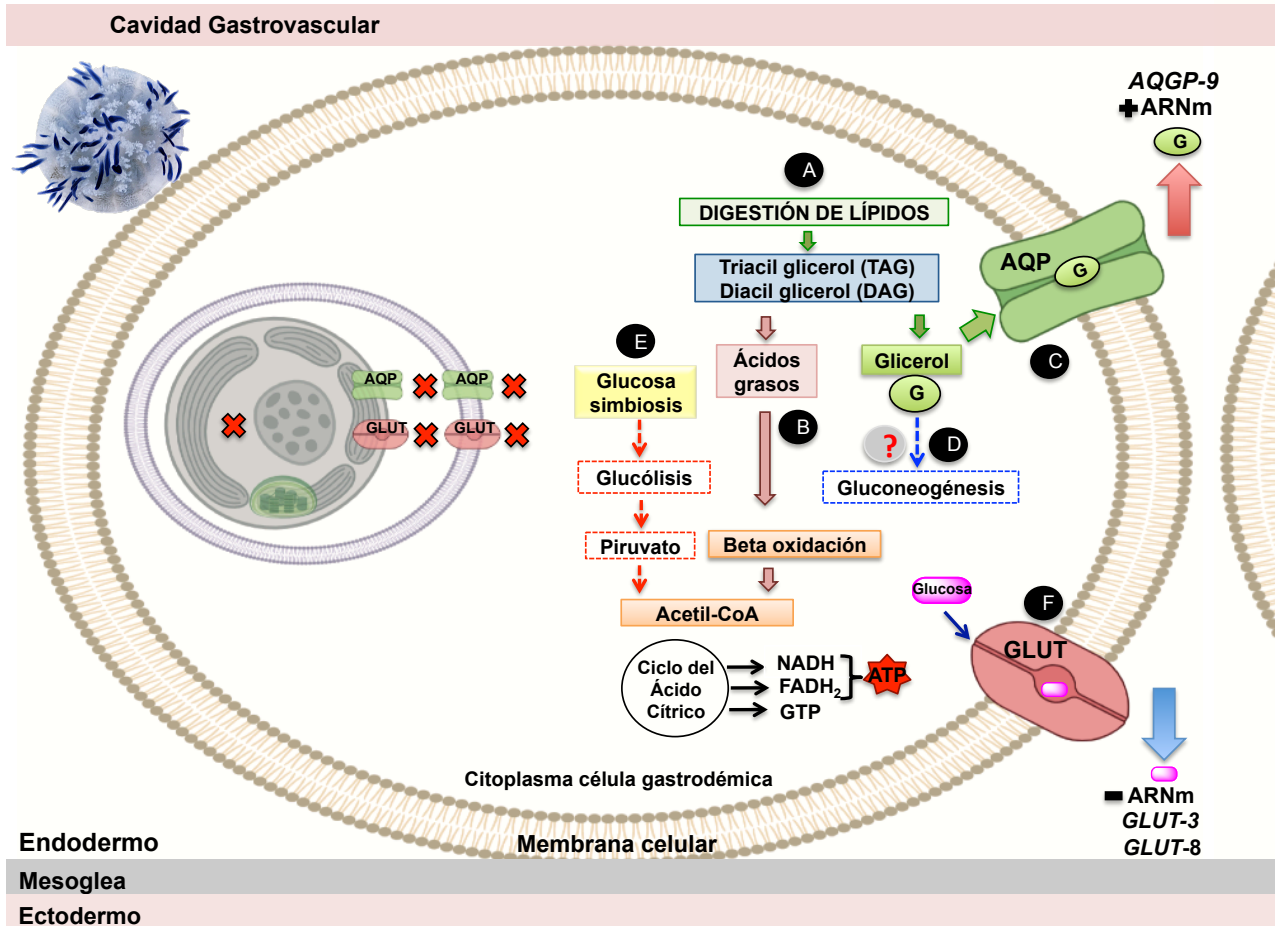 Cavidad Gastrovascular
AQGP-9
+ARNm
G
A
DIGESTIÓN DE LÍPIDOS
Triacil glicerol (TAG)
Diacil glicerol (DAG)
AQP
G
C
E
Glucosa
simbiosis
Ácidos
grasos
Glicerol
G
B
?
D
AQP
AQP
GLUT
GLUT
Glucólisis
Gluconeogénesis
Piruvato
Beta oxidación
Acetil-CoA
Glucosa
F
GLUT
Ciclo del
Ácido
Cítrico
NADH
FADH₂
GTP
ATP
Citoplasma célula gastrodémica
- ARNm
GLUT-3
GLUT-8
Endodermo
Membrana celular
Mesoglea
Ectodermo